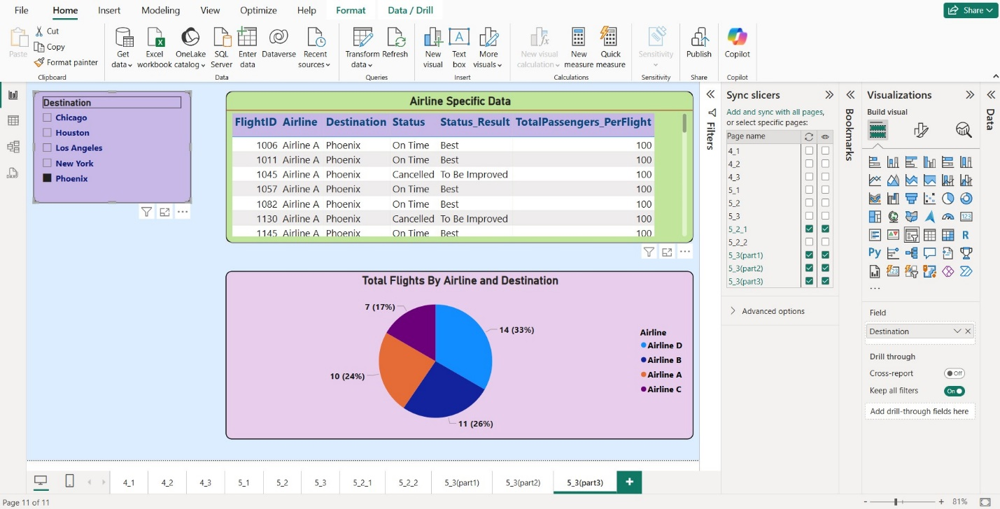 File Home Insert Modeling View Optimize Help Format Data / Drill Share
Paste
Cut
Copy
Format painter
Clipboard
Get data
Excel workbook
OneLake catalog
SQL Server
Enter data
Dataverse
Recent sources
Data
Transform data
Refresh
Queries
New visual
Text box
More visuals
Insert
New visual calculation
New measure
Quick measure
Calculations
Sensitivity
Sensitivity
Publish
Share
Copilot
Copilot
Destination
Chicago
Houston
Los Angeles
New York
Phoenix
Airline Specific Data
FlightID Airline Destination Status Status_Result TotalPassengers_PerFlight
1006 Airline A Phoenix On Time Best 100
1011 Airline A Phoenix On Time Best 100
1045 Airline A Phoenix Cancelled To Be Improved 100
1057 Airline A Phoenix On Time Best 100
1082 Airline A Phoenix On Time Best 100
1130 Airline A Phoenix Cancelled To Be Improved 100
1145 Airline A Phoenix On Time Best 100
Total Flights By Airline and Destination
7 (17%)
14 (33%)
10 (24%)
11 (26%)
Airline
Airline D
Airline B
Airline A
Airline C
Filters
Sync slicers
Add and sync with all pages,
or select specific pages:
Page name
4_1
4_2
4_3
5_1
5_2
5_3
5_2_1
5_2_2
5_3(part1)
5_3(part2)
5_3(part3)
Advanced options
Bookmarks
Visualizations
Build visual
123
R
Py
123
...
Field
Destination
Drill through
Cross-report Off
Keep all filters On
Add drill-through fields here
Data
4_1 4_2 4_3 5_1 5_2 5_3 5_2_1 5_2_2 5_3(part1) 5_3(part2) 5_3(part3) +
Page 11 of 11
- + 81%